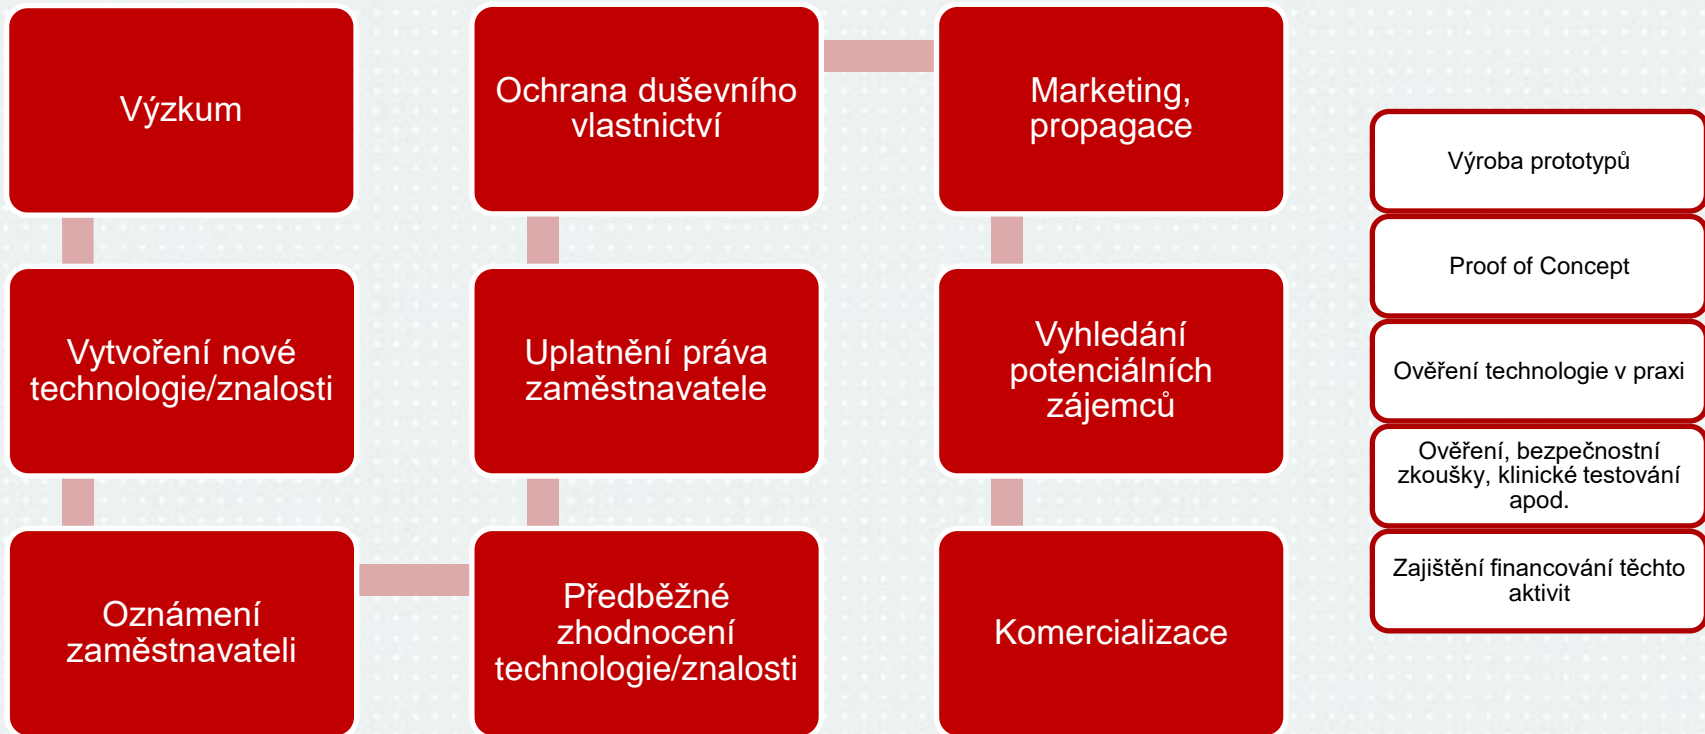 Výzkum
Vytvoření nové
technologie/znalosti
Oznámení
zaměstnavateli
Předběžné
zhodnocení
technologie/znalosti
Uplatnění práva
zaměstnavatele
Ochrana duševního
vlastnictví
Marketing,
propagace
Vyhledání
potenciálních
zájemců
Komercializace
Výroba prototypů
Proof of Concept
Ověření technologie v praxi
Ověření, bezpečnostní
zkoušky, klinické testování
apod.
Zajištění financování těchto
aktivit